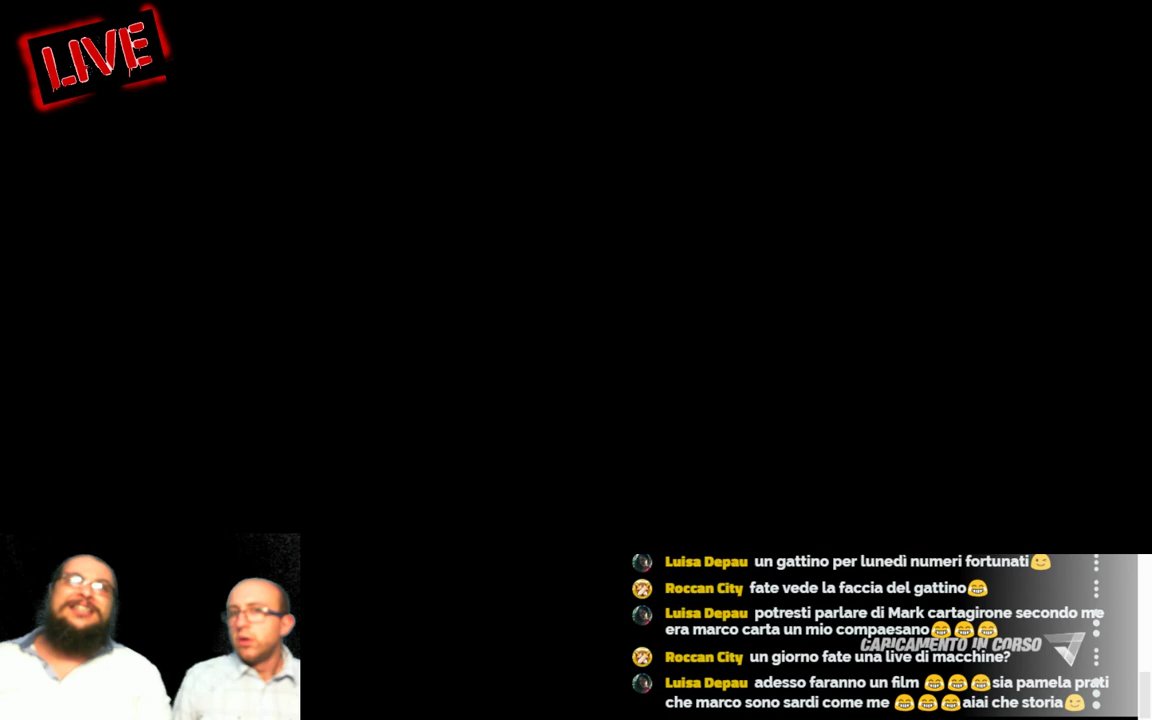 LIVE
Luisa Depau un gattino per lunedì numeri fortunati😉
Roccan City fate vede la faccia del gattino😂
Luisa Depau potresti parlare di Mark cartagirone secondo me
era marco carta un mio compaesano😂😂😂
CARICAMENTO IN CORSO
Roccan City un giorno fate una live di macchine?
Luisa Depau adesso faranno un film 😂😂😂sia pamela prati
che marco sono sardi come me 😂😂😂aiai che storia😉